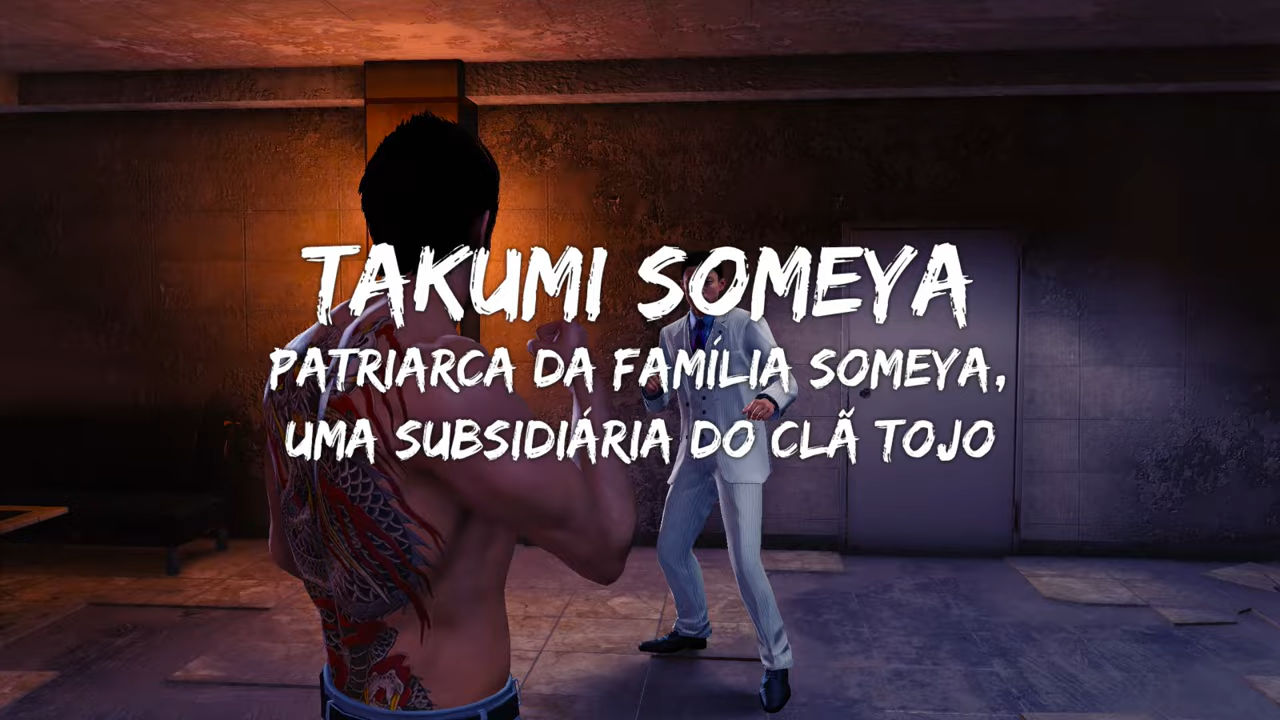 TAKUMI SOMEYA
PATRIARCA DA FAMÍLIA SOMEYA,
UMA SUBSIDIÁRIA DO CLÃ TOJO